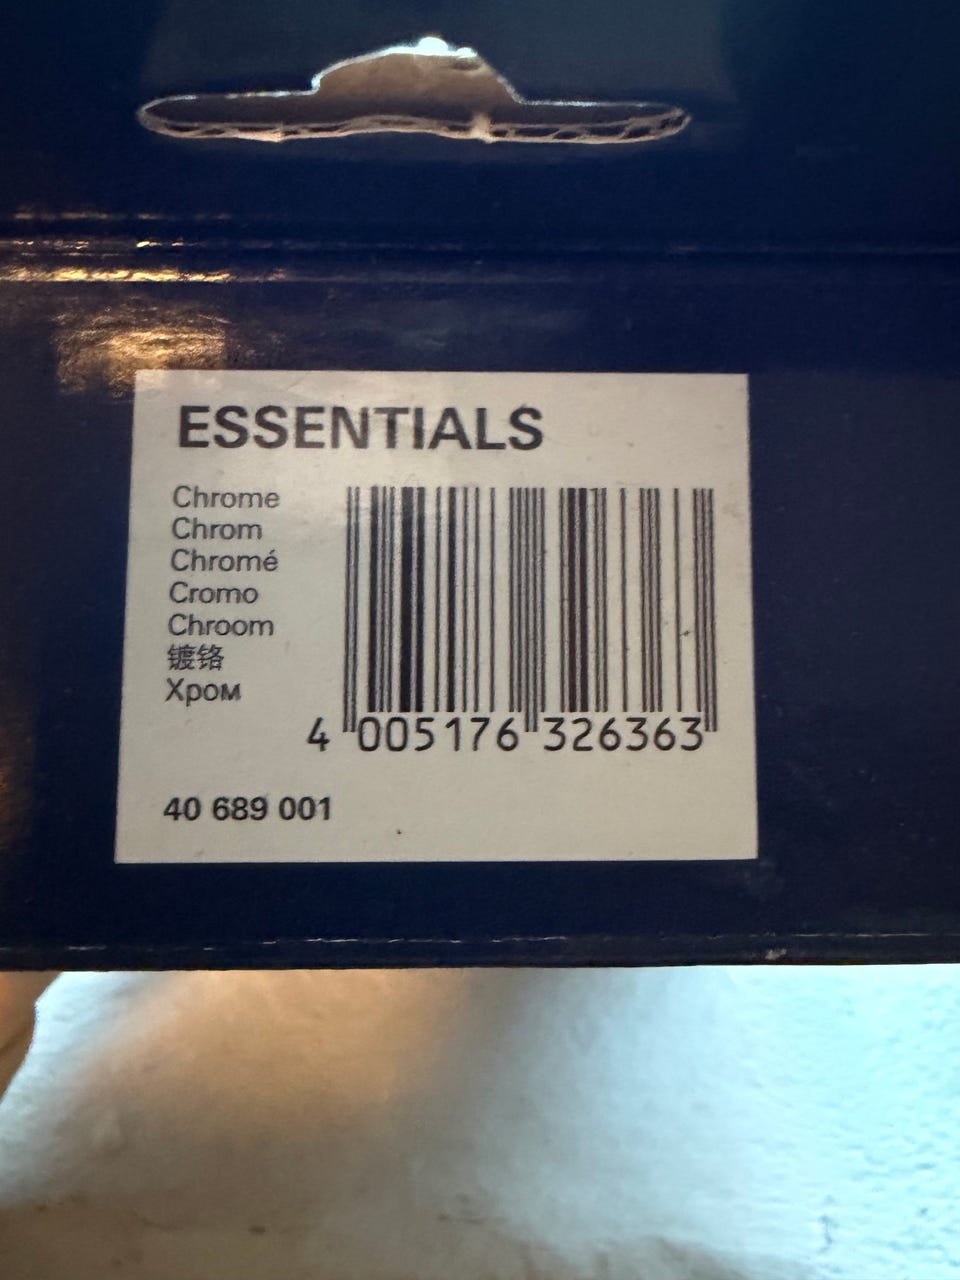 ESSENTIALS
Chrome
Chrom
Chromé
Cromo
Chroom
镀铬
Хром
4 005176 326363
40 689 001